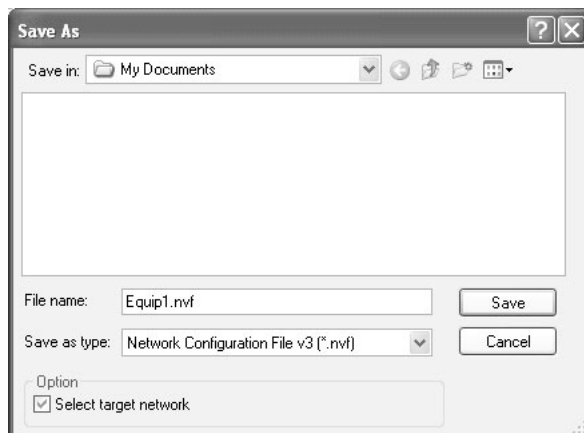 Save As
Save in: My Documents
File name: Equip1.nvf
Save
Save as type: Network Configuration File v3 (*.nvf)
Cancel
Option
Select target network